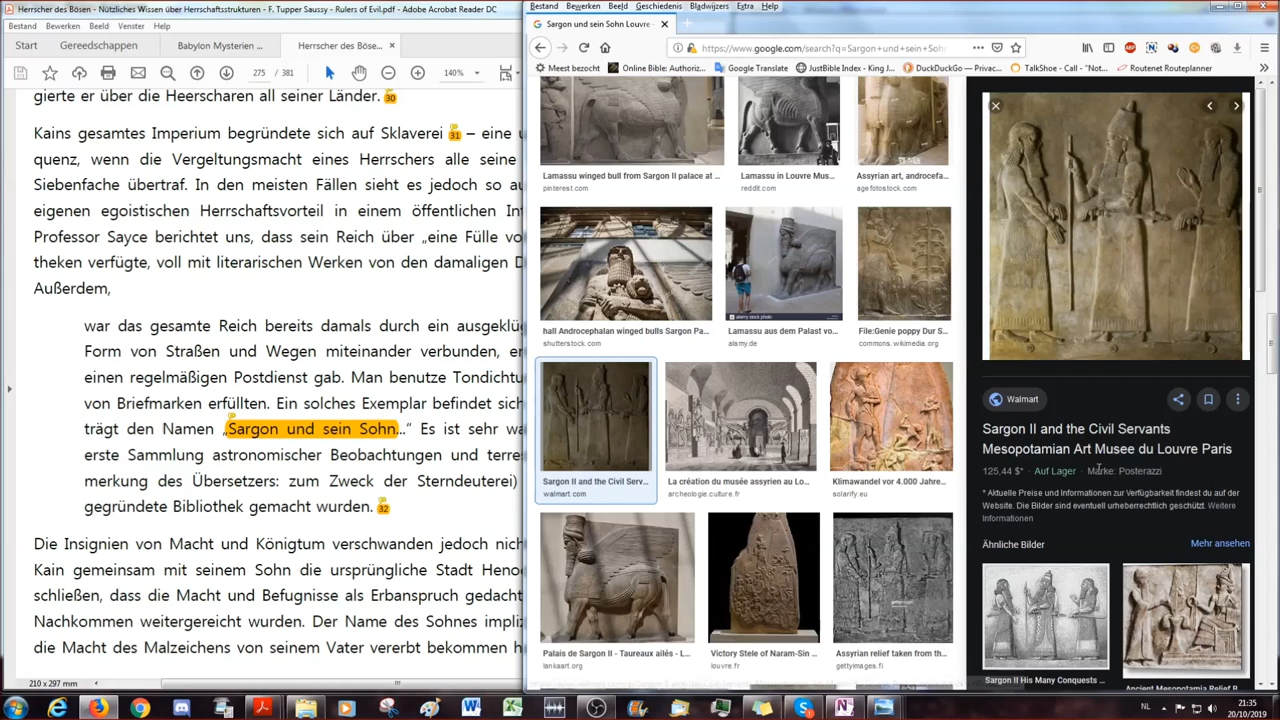 Herrscher des Bösen - Nützliches Wissen über Herrschaftsstrukturen - F. Tupper Saussy - Rulers of Evil.pdf - Adobe Acrobat Reader DC
Bestand Bewerken Beeld Venster Help
Start Gereedschappen Babylon Mysterien ... Herrscher des Böse...
275 / 381 140%
gierte er über die Heerscharen all seiner Länder. 30
Kains gesamtes Imperium begründete sich auf Sklaverei 31 – eine
quenz, wenn die Vergeltungsmacht eines Herrschers alle seine
Siebenfache übertraf. In den meisten Fällen sieht es jedoch so
eigenen egoistischen Herrschaftsvorteil in einem öffentlichen
Professor Sayce berichtet uns, dass sein Reich über „eine Fülle
theken verfügte, voll mit literarischen Werken von den damaligen
Außerdem,
war das gesamte Reich bereits damals durch ein
Form von Straßen und Wegen miteinander verbunden,
einen regelmäßigen Postdienst gab. Man benutze
von Briefmarken erfüllten. Ein solches Exemplar befindet
trägt den Namen „Sargon und sein Sohn...“ Es ist sehr
erste Sammlung astronomischer Beobachtungen und
merkung des Übersetzers: zum Zweck der Sterndeuterei)
gegründete Bibliothek gemacht wurden. 32
Die Insignien von Macht und Königtum verschwanden jedoch
Kain gemeinsam mit seinem Sohn die ursprüngliche Stadt
schließen, dass die Macht und Befugnisse als Erbanspruch
Nachkommen weitergereicht wurden. Der Name des Sohnes
die Macht des Malzeichens von seinem Vater vererbt bekommen
210 x 297 mm
Bestand Bewerken Beeld Geschiedenis Bladwijzers Extra Help
Sargon und sein Sohn Louvre -
https://www.google.com/search?q=Sargon+und+sein+Sohn
Meest bezocht Online Bible: Authoriz... Google Translate JustBible Index - King J... DuckDuckGo — Privac... TalkShoe - Call - "Not... Routenet Routeplanner
Lamassu winged bull from Sargon II palace at ... Lamassu in Louvre Mus... Assyrian art, androcefa...
pinterest.com reddit.com agefotostock.com
hall Androcephalan winged bulls Sargon Pa... Lamassu aus dem Palast vo... File:Genie poppy Dur S...
shutterstock.com alamy.de commons.wikimedia.org
Sargon II and the Civil Serv... La création du musée assyrien au Lo... Klimawandel vor 4.000 Jahre...
walmart.com archeologie.culture.fr solarify.eu
Palais de Sargon II - Taureaux ailés - L... Victory Stele of Naram-Sin ... Assyrian relief taken from th...
lankaart.org louvre.fr gettyimages.fi
Walmart
Sargon II and the Civil Servants
Mesopotamian Art Musee du Louvre Paris
125,44 $* · Auf Lager · Marke: Posterazzi
* Aktuelle Preise und Informationen zur Verfügbarkeit findest du auf der
Website. Die Bilder sind eventuell urheberrechtlich geschützt. Weitere
Informationen
Ähnliche Bilder Mehr ansehen
Sargon II His Many Conquests ... Ancient Mesopotamia Relief
NL 21:35
20/10/2019